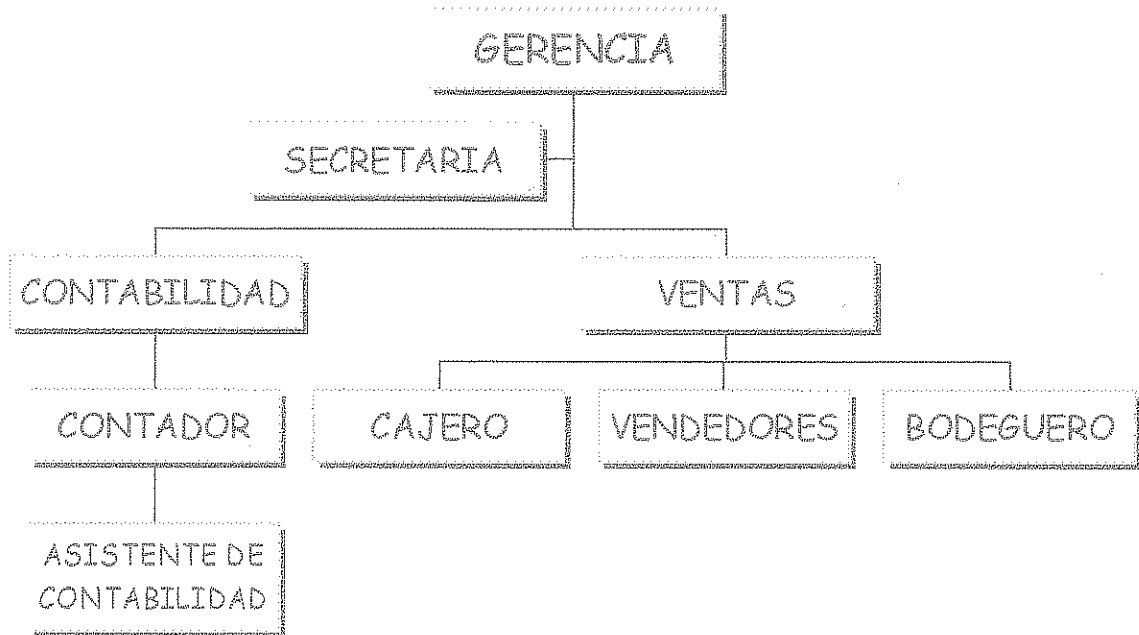 GERENCIA
SECRETARIA
CONTABILIDAD
VENTAS
CONTADOR
CAJERO
VENDEDORES
BODEGUERO
ASISTENTE DE
CONTABILIDAD